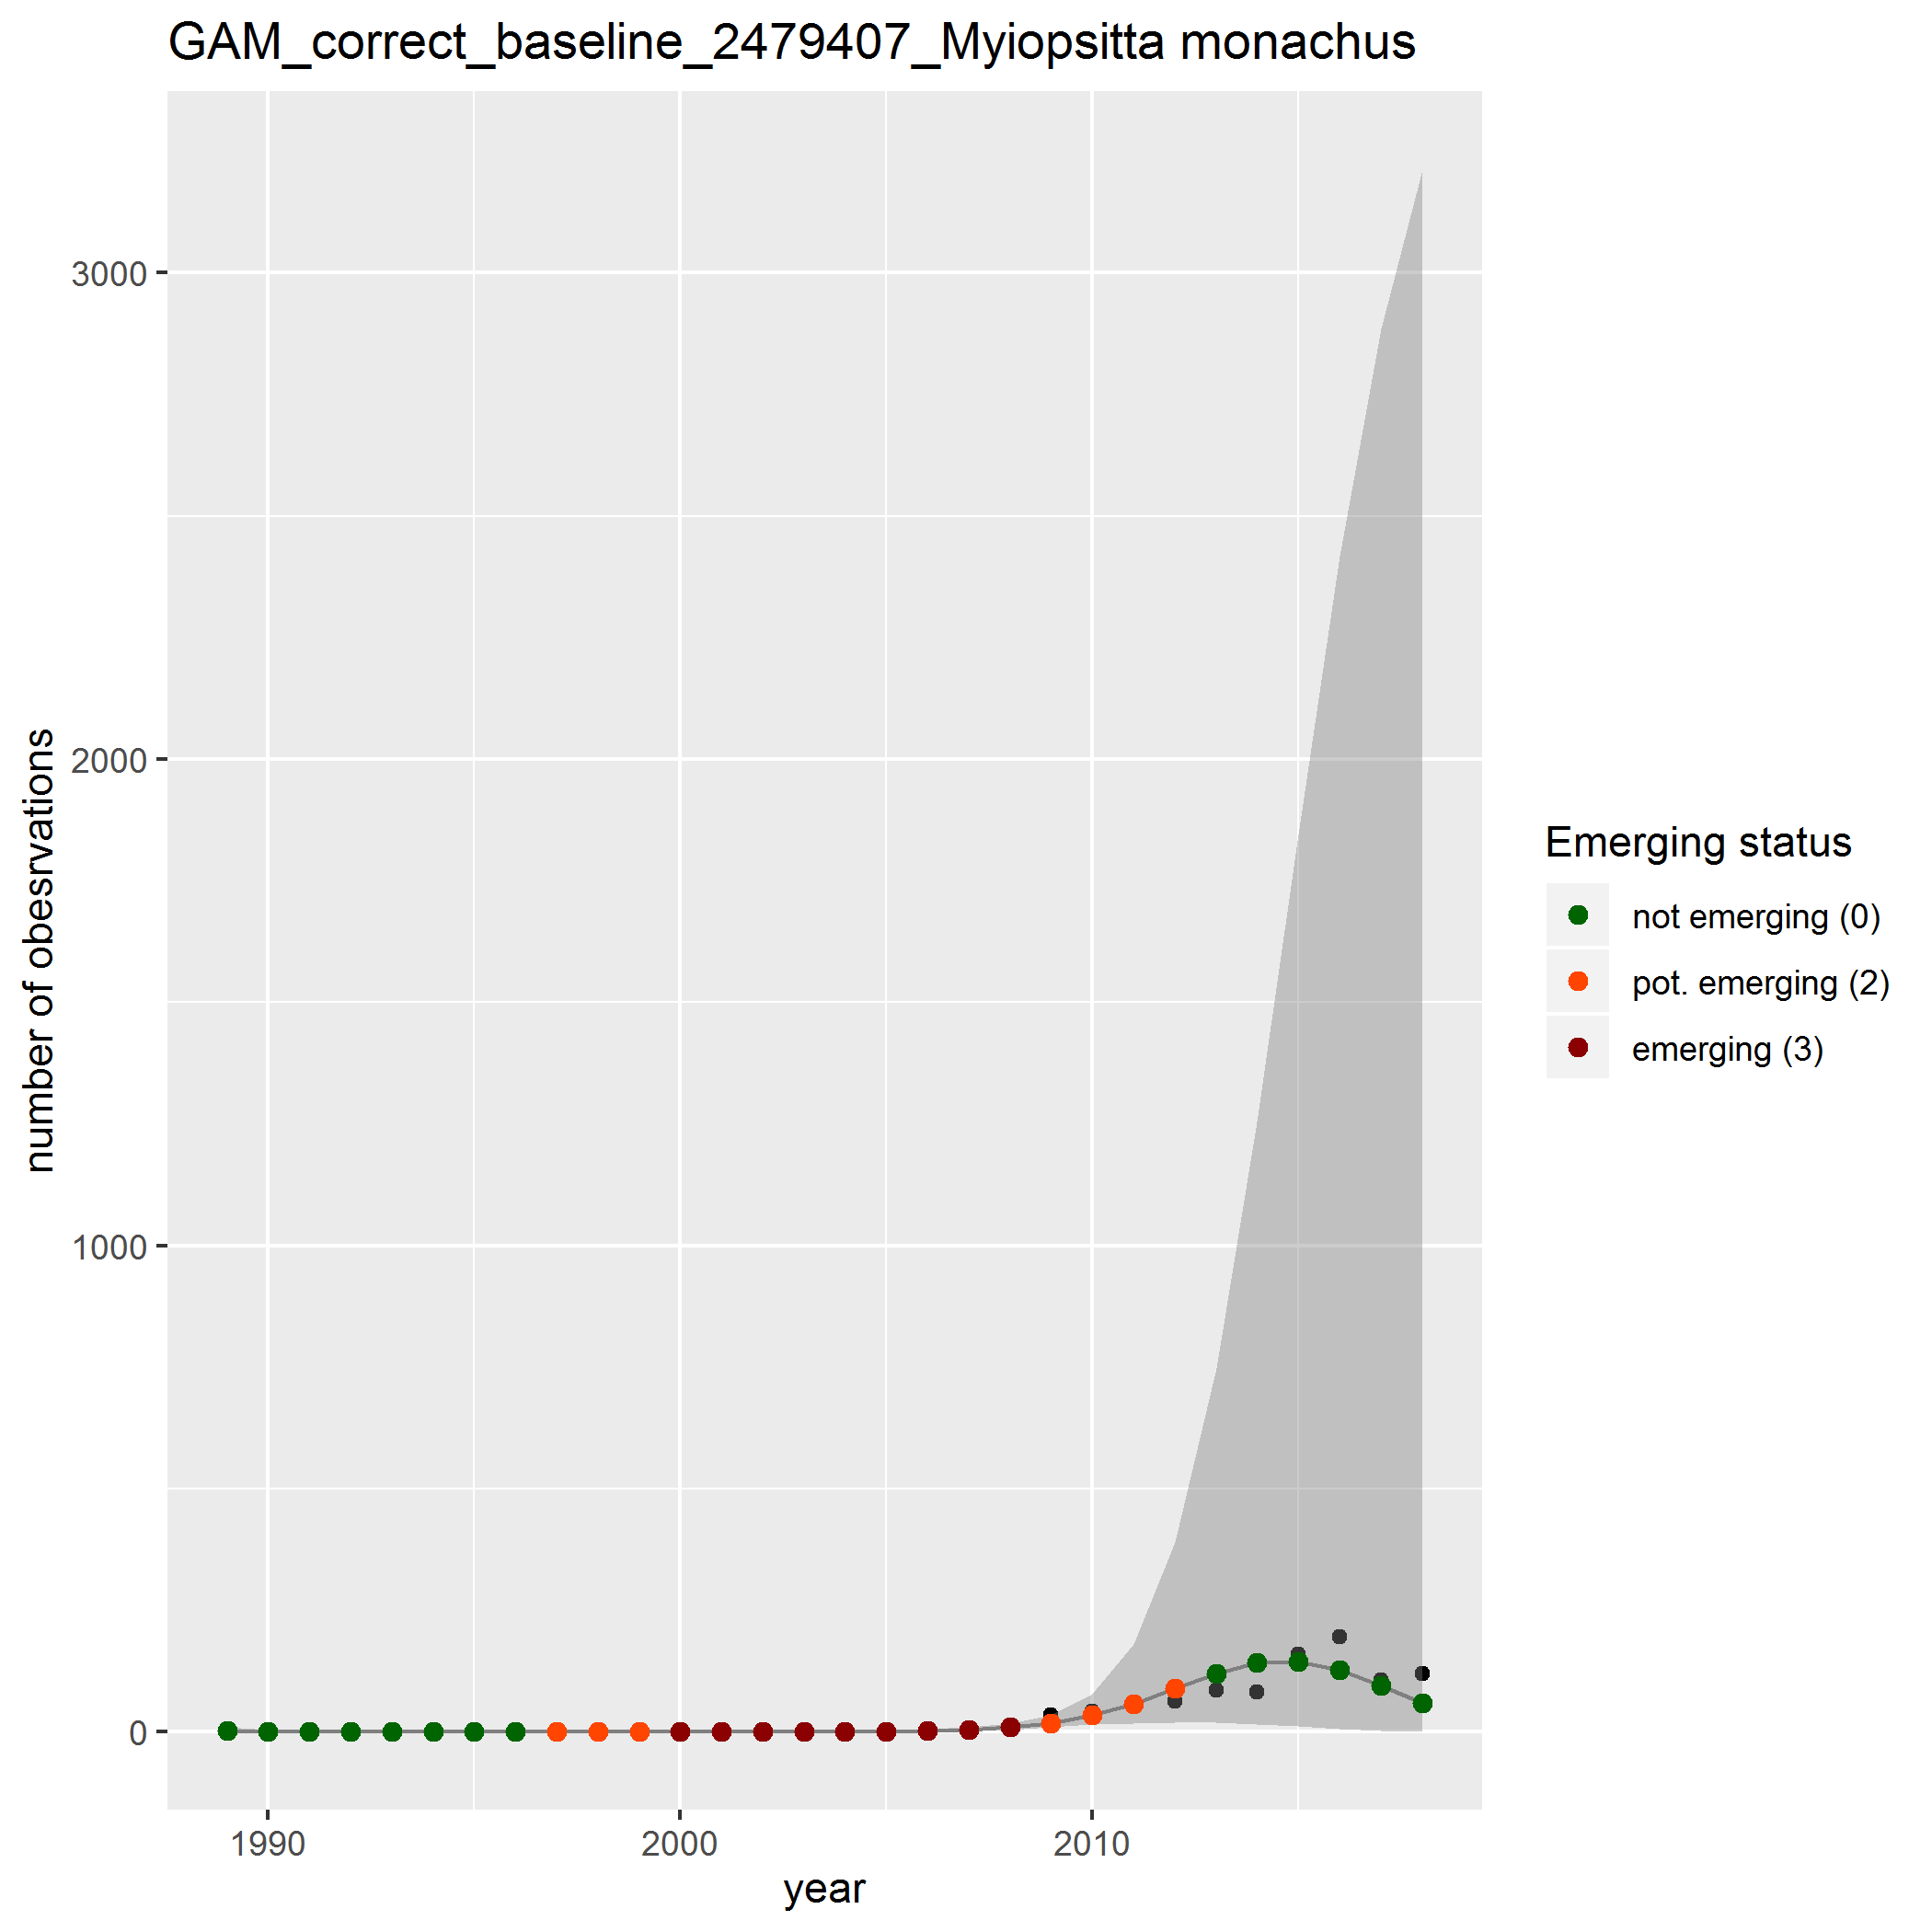 GAM_correct_baseline_2479407_Myiopsitta monachus
number of obesrvations
3000
2000
1000
0
1990
2000
2010
year
Emerging status
not emerging (0)
pot. emerging (2)
emerging (3)